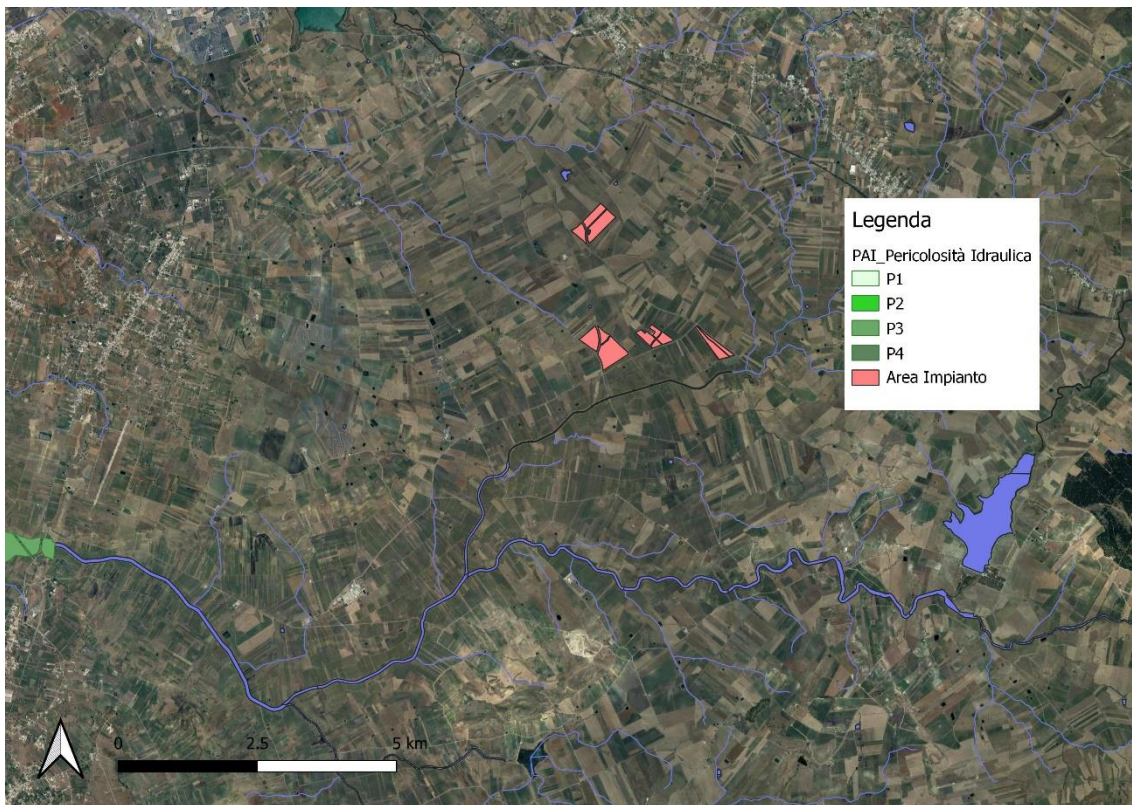 Legenda
PAI_Pericolosità Idraulica
P1
P2
P3
P4
Area Impianto
0 2.5 5 km